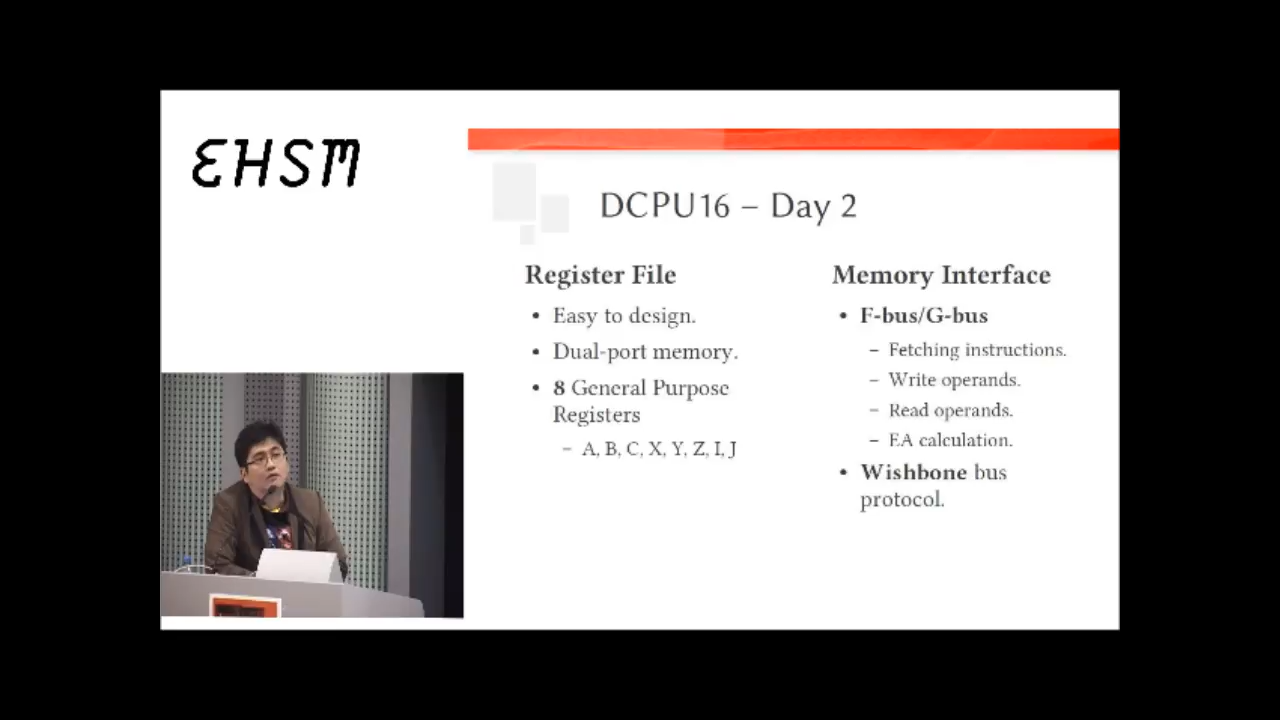 EHSM
DCPU16 – Day 2
Register File
• Easy to design.
• Dual-port memory.
• 8 General Purpose
Registers
– A, B, C, X, Y, Z, I, J
Memory Interface
• F-bus/G-bus
– Fetching instructions.
– Write operands.
– Read operands.
– EA calculation.
• Wishbone bus
protocol.